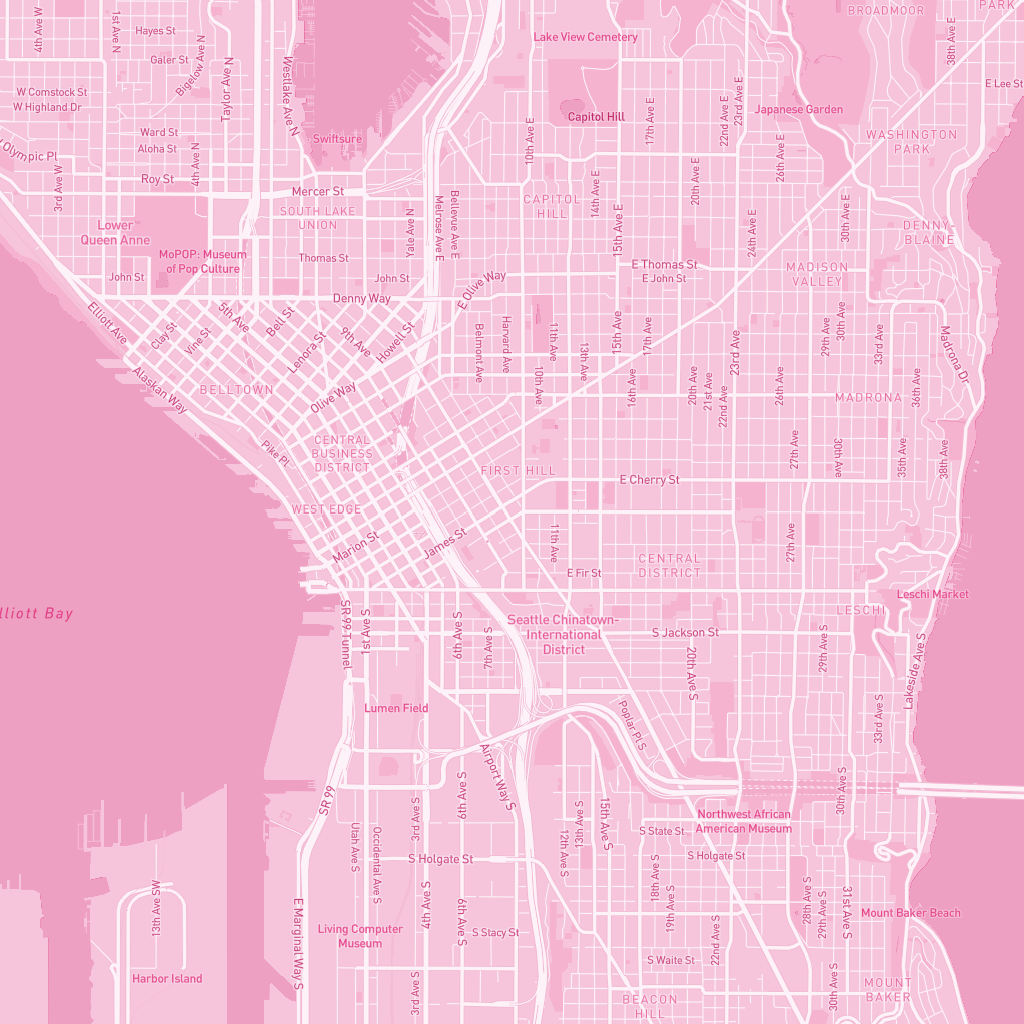 4th Ave W
1st Ave N
Hayes St
Galer St
Bigelow Ave N
Taylor Ave N
Westlake Ave N
Lake View Cemetery
BROADMOOR
38th Ave E
PARK
W Comstock St
W Highland Dr
E Lee St
Ward St
Aloha St
Swiftsure
Capitol Hill
10th Ave E
17th Ave E
22nd Ave E
23rd Ave E
Japanese Garden
WASHINGTON
PARK
Olympic Pl
3rd Ave W
Roy St
4th Ave N
Mercer St
26th Ave E
20th Ave E
14th Ave E
CAPITOL
HILL
SOUTH LAKE
UNION
Yale Ave N
Melrose Ave E
Bellevue Ave E
15th Ave E
24th Ave E
30th Ave E
DENNY
BLAINE
Lower
Queen Anne
MoPOP: Museum
of Pop Culture
Thomas St
John St
John St
E Thomas St
E John St
MADISON
VALLEY
Denny Way
E Olive Way
Elliott Ave
Clay St
Vine St
5th Ave
Bell St
Lenora St
9th Ave
Howell St
Belmont Ave
Harvard Ave
11th Ave
10th Ave
13th Ave
15th Ave
17th Ave
16th Ave
20th Ave
21st Ave
22nd Ave
23rd Ave
26th Ave
29th Ave
30th Ave
33rd Ave
36th Ave
Madrona Dr
Alaskan Way
BELLTOWN
Olive Way
MADRONA
Pike Pl
CENTRAL
BUSINESS
DISTRICT
FIRST HILL
E Cherry St
27th Ave
30th Ave
35th Ave
38th Ave
WEST EDGE
Marion St
James St
11th Ave
E Fir St
CENTRAL
DISTRICT
27th Ave
LESCHI
Leschi Market
Elliott Bay
SR 99 Tunnel
1st Ave S
6th Ave S
7th Ave S
Seattle Chinatown-
International
District
S Jackson St
20th Ave S
29th Ave S
Lakeside Ave S
33rd Ave S
Lumen Field
Poplar Pl S
Airport Way S
SR 99
6th Ave S
3rd Ave S
Utah Ave S
Occidental Ave S
12th Ave S
13th Ave S
15th Ave S
Northwest African
American Museum
30th Ave S
S State St
S Holgate St
S Holgate St
18th Ave S
19th Ave S
13th Ave SW
4th Ave S
6th Ave S
28th Ave S
29th Ave S
31st Ave S
Mount Baker Beach
Living Computer
Museum
S Stacy St
E Marginal Way S
22nd Ave S
Harbor Island
3rd Ave S
S Waite St
30th Ave S
BEACON
HILL
MOUNT
BAKER